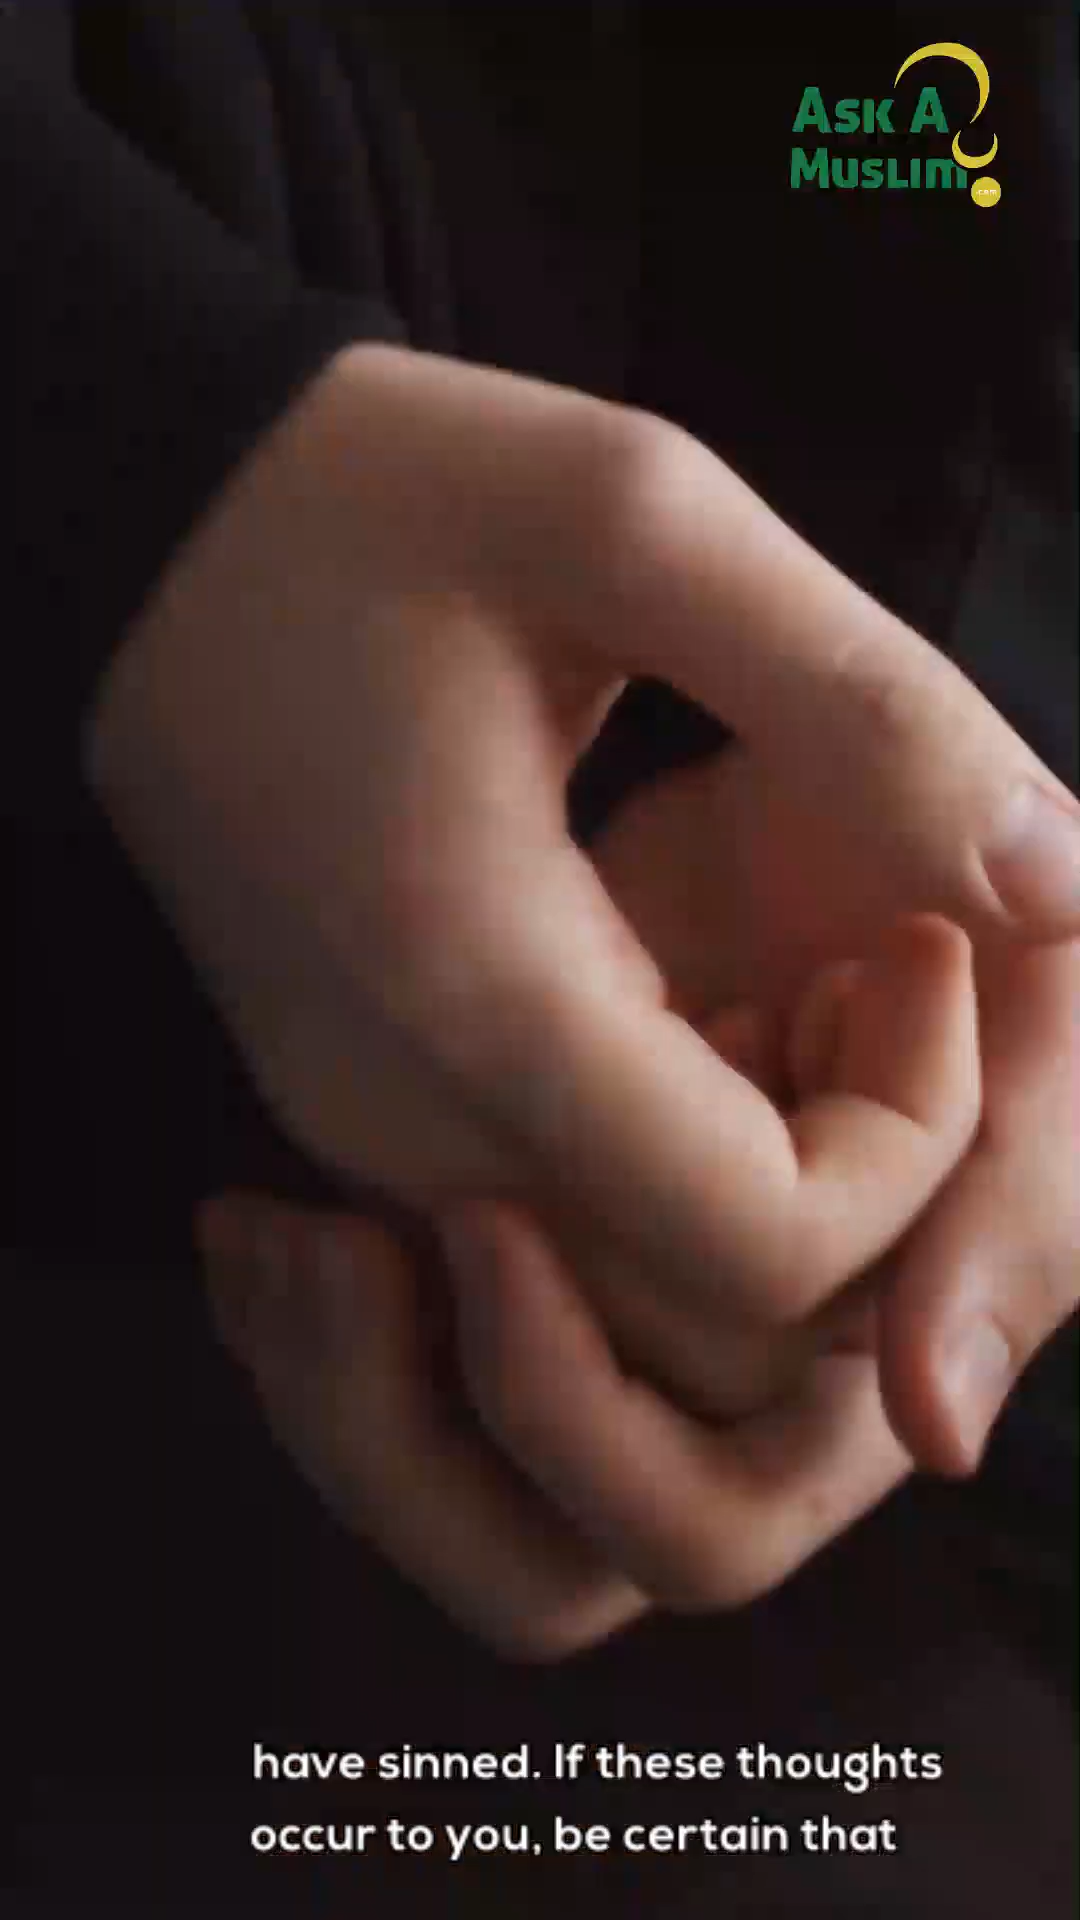 Ask A
Muslim
.com
have sinned. If these thoughts
occur to you, be certain that